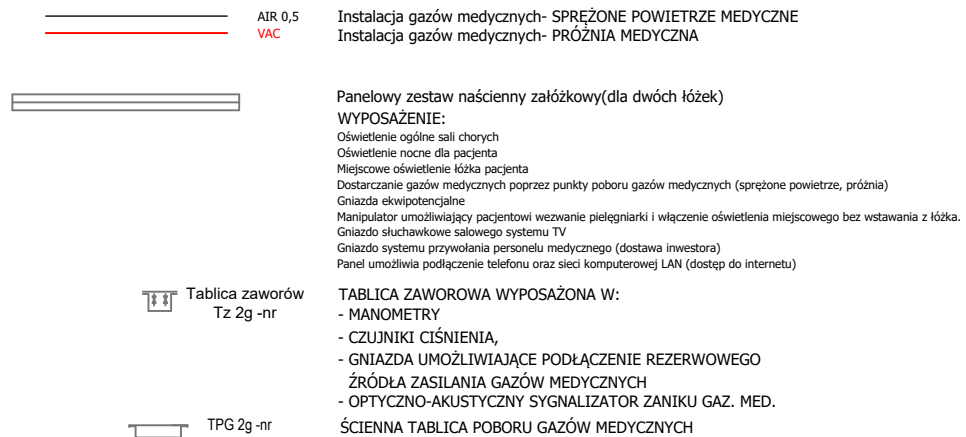 AIR 0,5 Instalacja gazów medycznych- SPRĘŻONE POWIETRZE MEDYCZNE
VAC Instalacja gazów medycznych- PRÓŻNIA MEDYCZNA
Panelowy zestaw naścienny załóżkowy(dla dwóch łóżek)
WYPOSAŻENIE:
Oświetlenie ogólne sali chorych
Oświetlenie nocne dla pacjenta
Miejscowe oświetlenie łóżka pacjenta
Dostarczanie gazów medycznych poprzez punkty poboru gazów medycznych (sprężone powietrze, próżnia)
Gniazda ekwipotencjalne
Manipulator umożliwiający pacjentowi wezwanie pielęgniarki i włączenie oświetlenia miejscowego bez wstawania z łóżka.
Gniazdo słuchawkowe salowego systemu TV
Gniazdo systemu przywołania personelu medycznego (dostawa inwestora)
Panel umożliwia podłączenie telefonu oraz sieci komputerowej LAN (dostęp do internetu)
Tablica zaworów
Tz 2g -nr
TABLICA ZAWOROWA WYPOSAŻONA W:
- MANOMETRY
- CZUJNIKI CIŚNIENIA,
- GNIAZDA UMOŻLIWIAJĄCE PODŁĄCZENIE REZERWOWEGO
ŹRÓDŁA ZASILANIA GAZÓW MEDYCZNYCH
- OPTYCZNO-AKUSTYCZNY SYGNALIZATOR ZANIKU GAZ. MED.
TPG 2g -nr ŚCIENNA TABLICA POBORU GAZÓW MEDYCZNYCH